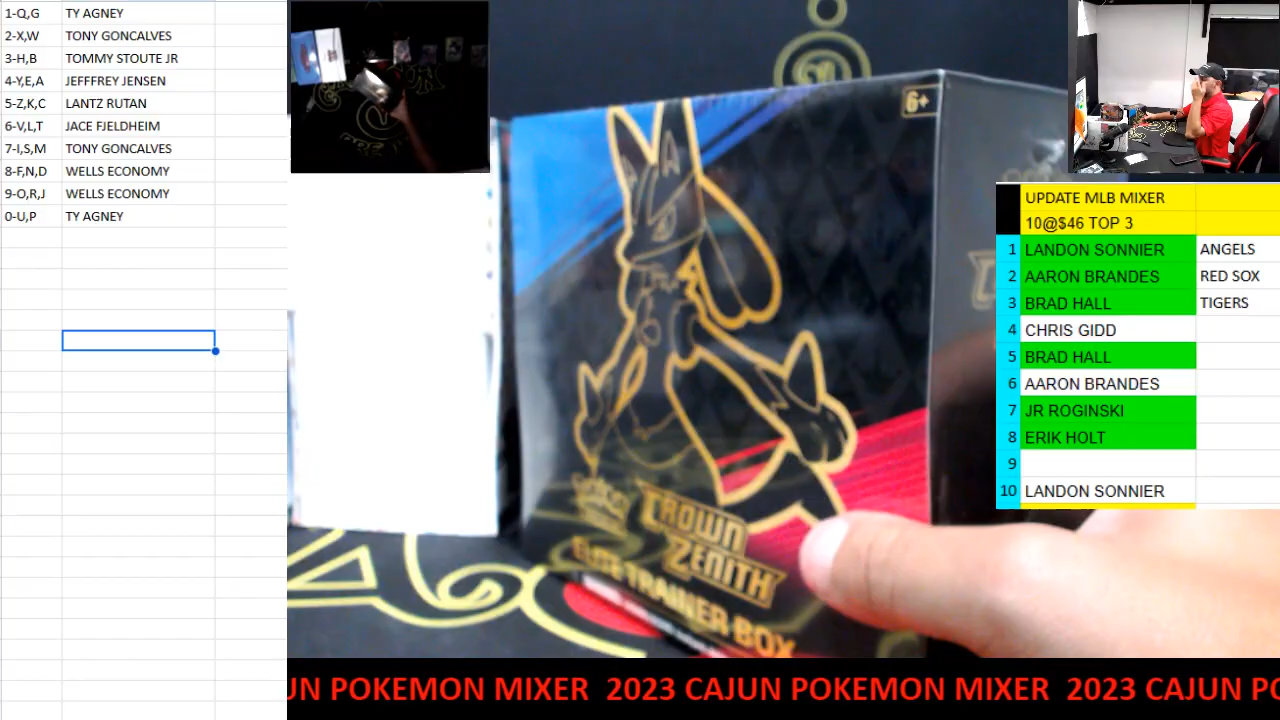 1-Q,G TY AGNEY
2-X,W TONY GONCALVES
3-H,B TOMMY STOUTE JR
4-Y,E,A JEFFFREY JENSEN
5-Z,K,C LANTZ RUTAN
6-V,L,T JACE FJELDHEIM
7-I,S,M TONY GONCALVES
8-F,N,D WELLS ECONOMY
9-O,R,J WELLS ECONOMY
0-U,P TY AGNEY
6+
CROWN
ZENITH
ELITE TRAINER BOX
UPDATE MLB MIXER
10@$46 TOP 3
1 LANDON SONNIER ANGELS
2 AARON BRANDES RED SOX
3 BRAD HALL TIGERS
4 CHRIS GIDD
5 BRAD HALL
6 AARON BRANDES
7 JR ROGINSKI
8 ERIK HOLT
9
10 LANDON SONNIER
UN POKEMON MIXER 2023 CAJUN POKEMON MIXER 2023 CAJUN P